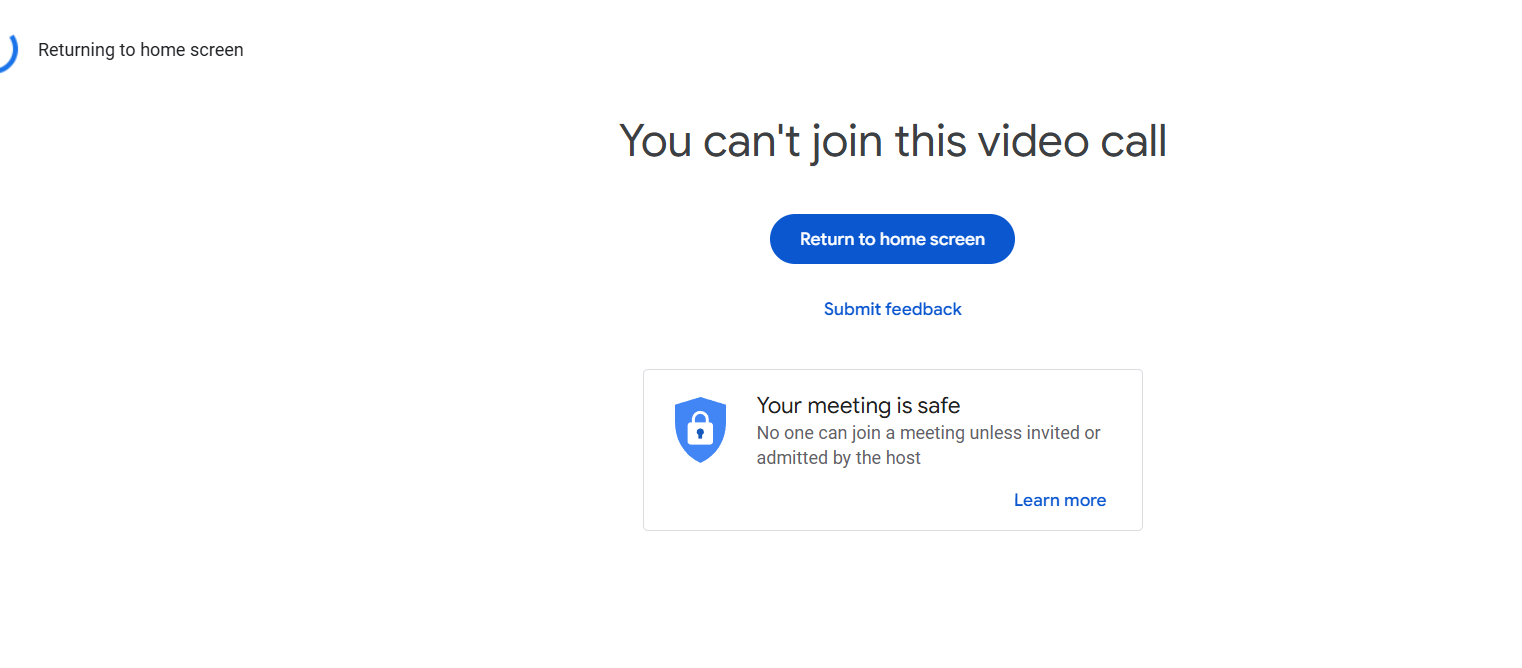 Returning to home screen
You can't join this video call
Return to home screen
Submit feedback
Your meeting is safe
No one can join a meeting unless invited or
admitted by the host
Learn more